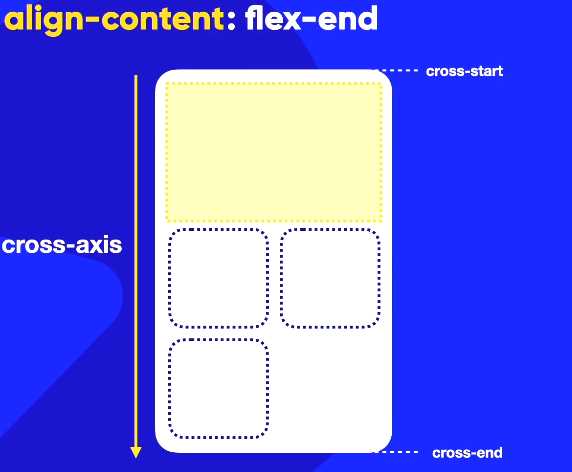 align-content: flex-end
cross-start
cross-axis
cross-end